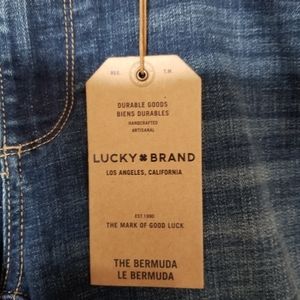 REG. T.M.
DURABLE GOODS
BIENS DURABLES
HANDCRAFTED
ARTISANAL
LUCKY BRAND
LOS ANGELES, CALIFORNIA
EST.1990
THE MARK OF GOOD LUCK
THE BERMUDA
LE BERMUDA